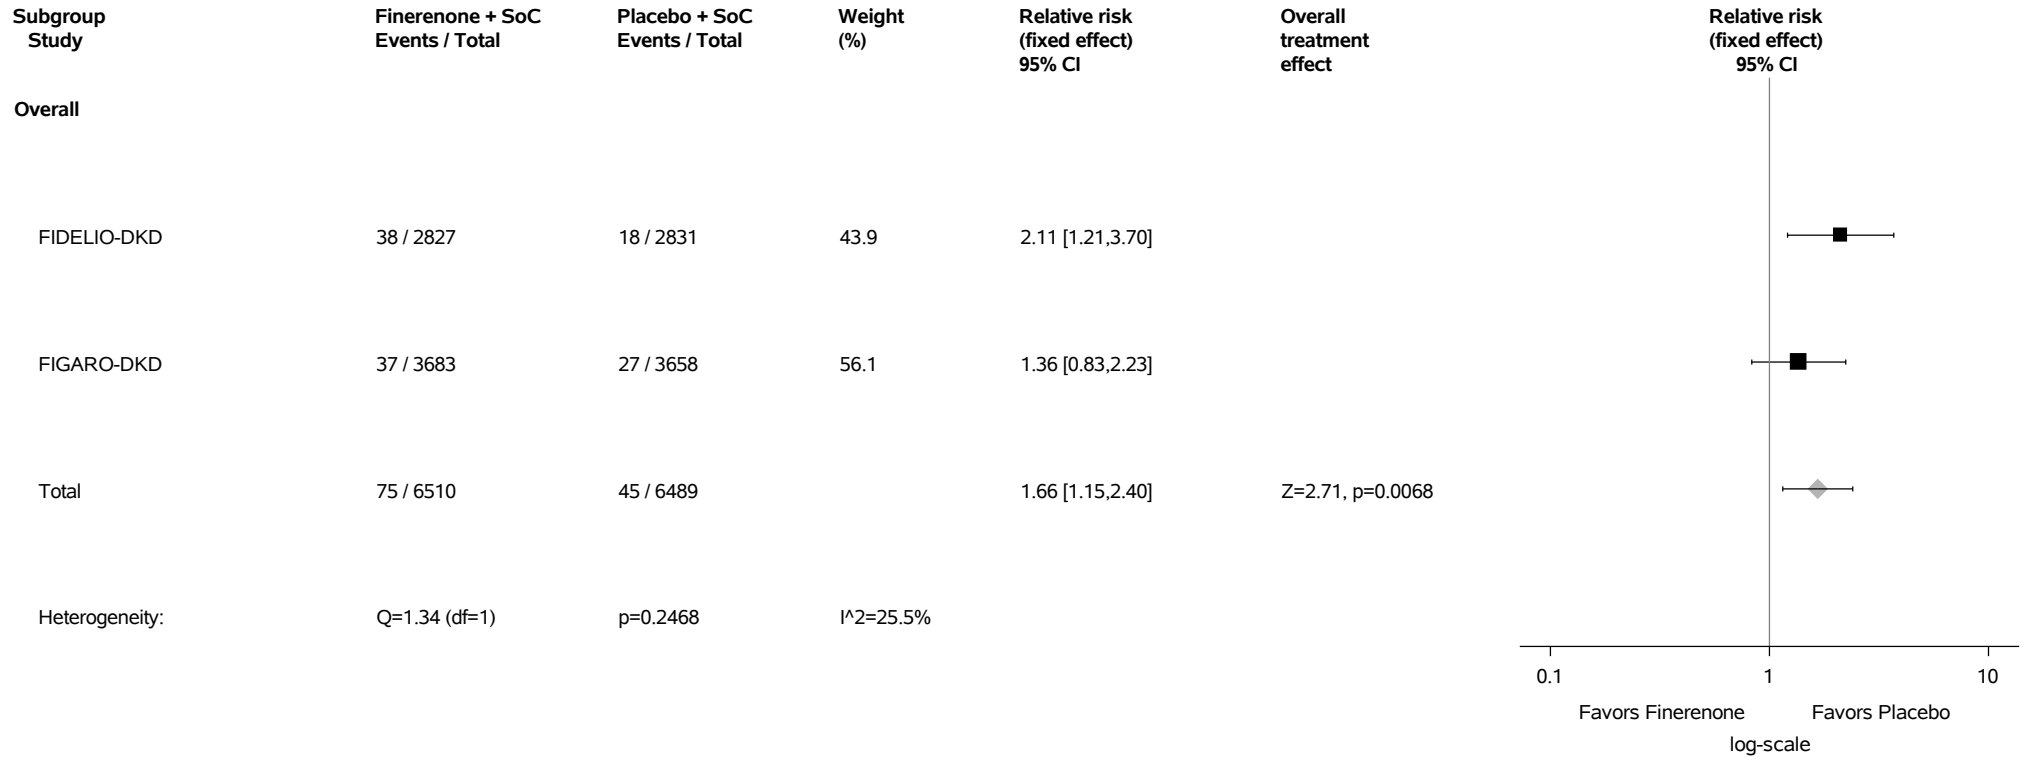 Subgroup Finerenone + SoC Placebo + SoC Weight Relative risk Overall Relative risk
Study Events / Total Events / Total (%) (fixed effect) treatment (fixed effect)
95% CI effect 95% CI
Overall
FIDELIO-DKD 38 / 2827 18 / 2831 43.9 2.11 [1.21,3.70]
FIGARO-DKD 37 / 3683 27 / 3658 56.1 1.36 [0.83,2.23]
Total 75 / 6510 45 / 6489 1.66 [1.15,2.40] Z=2.71, p=0.0068
Heterogeneity: Q=1.34 (df=1) p=0.2468 I^2=25.5%
0.1 1 10
Favors Finerenone Favors Placebo
log-scale